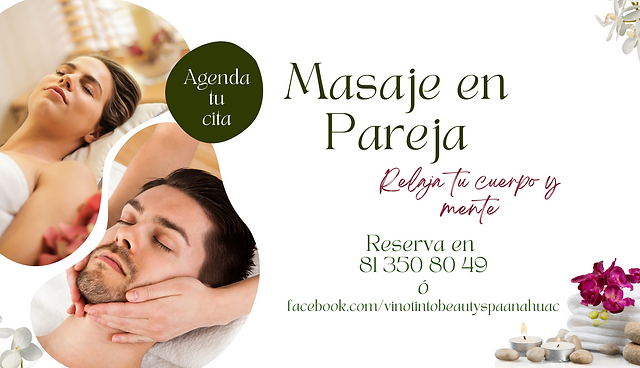 Agenda
tu
cita
Masaje en
Pareja
Relaja tu cuerpo y
mente
Reserva en
81 350 80 49
ó
facebook.com/vinotintobeautyspaanahuac